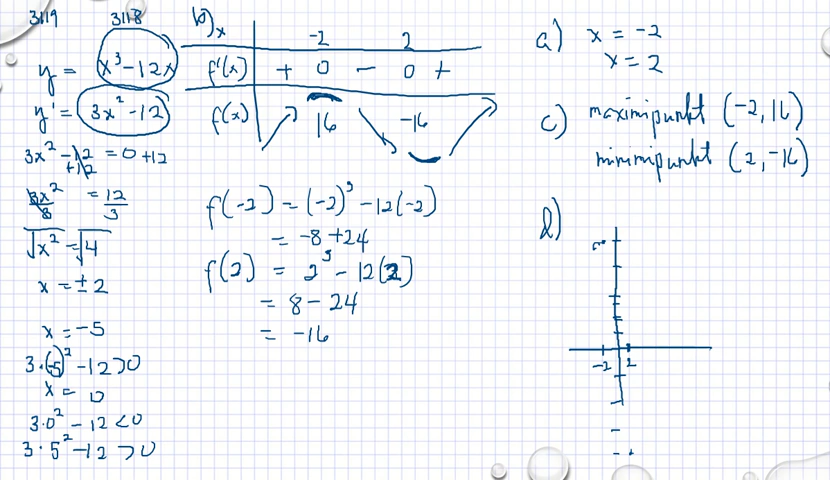 3119 3118
y = x³ - 12x
y' = 3x² - 12
3x² - 12 = 0 + 12
+12
3x²/3 = 12/3
√x² = √4
x = ± 2
x = -5
3·(-5)² - 12 > 0
x = 0
3·0² - 12 < 0
3·5² - 12 > 0
b)
x -2 2
f'(x) + 0 - 0 +
f(x) 16 -16
f(-2) = (-2)³ - 12(-2)
= -8 + 24
f(2) = 2³ - 12(2)
= 8 - 24
= -16
a) x = -2
x = 2
c) maximipunkt (-2, 16)
minimipunkt (2, -16)
d)
-2 2